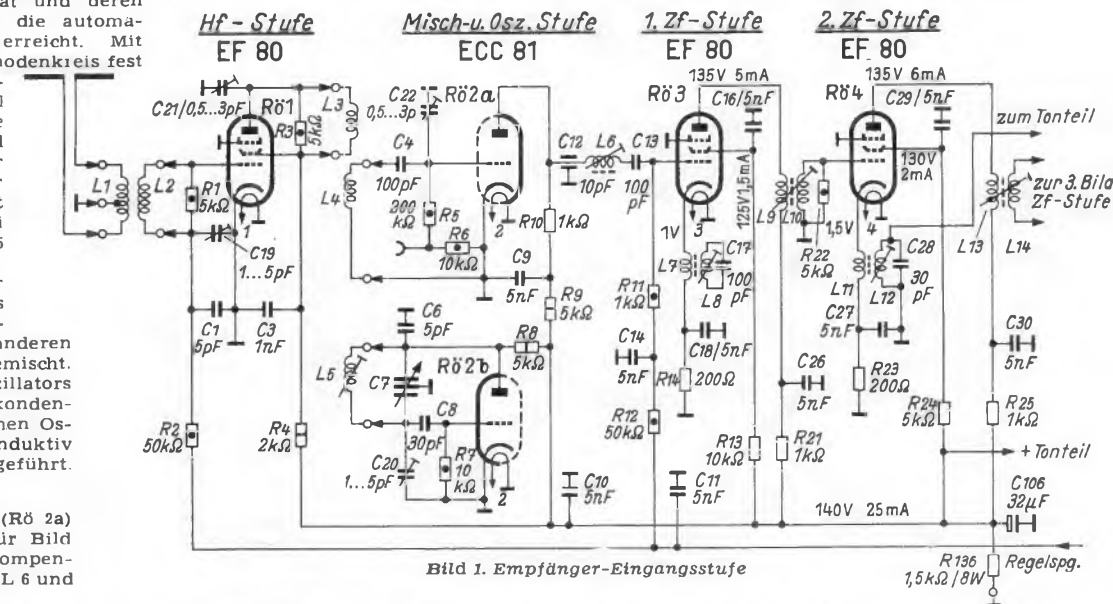 at und deren
die automa-
erreicht. Mit
nodenkreis fest
anderen
emischt.
zillators
konden-
nen Os-
nduktiv
geführt.
(Rö 2a)
ür Bild
ompen-
L 6 und
Hf - Stufe
EF 80
Misch-u. Osz. Stufe
ECC 81
1. Zf-Stufe
EF 80
2. Zf-Stufe
EF 80
C21/0,5...3pF
Rö1
R3
5kΩ
L1
L2
R1
5kΩ
1
C19
1...5pF
C1
5pF
C3
1nF
R2
50kΩ
R4
2kΩ
L3
C22
0,5...3p
Rö2a
C4
100pF
L4
200
kΩ
R5
R6
10kΩ
2
R10
1kΩ
C9
5nF
R9
5kΩ
C6
5pF
R8
5kΩ
L5
C7
Rö2b
C8
30pF
C20
1...5pF
R7
10
kΩ
2
C10
5nF
C12
10pF
L6
C13
100
pF
R11
1kΩ
C14
5nF
R12
50kΩ
C11
5nF
Rö3
135V 5mA
C16/5nF
125V 1,5mA
1V
3
L7
C17
100
pF
L8
C18/5nF
R14
200Ω
R13
10kΩ
R21
1kΩ
C26
5nF
L9
L10
R22
5kΩ
1,5V
Rö4
135V 6mA
C29/5nF
130V
2mA
4
L11
L12
C28
30
pF
C27
5nF
R23
200Ω
R24
5kΩ
zum Tonteil
zur 3. Bild
Zf-Stufe
L13
L14
C30
5nF
R25
1kΩ
+ Tonteil
C106
32µF
140V 25mA
R136
1,5kΩ/8W
Regelspg.
Bild 1. Empfänger-Eingangsstufe